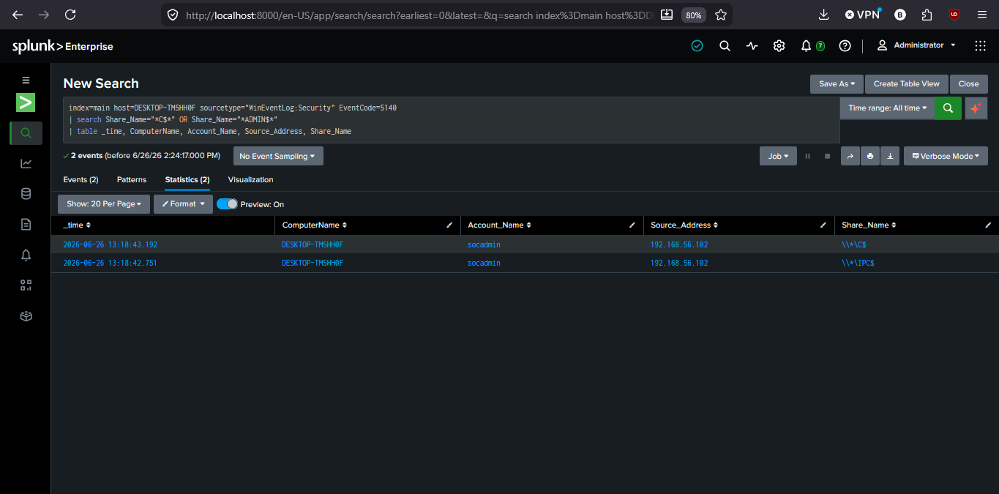 http://localhost:8000/en-US/app/search/search?earliest=0&latest=&q=search index%3Dmain host%3DD
80%
VPN
B
UD
splunk> Enterprise
7
Administrator
New Search
Save As
Create Table View
Close
index=main host=DESKTOP-TM5HH0F sourcetype="WinEventLog:Security" EventCode=5140
| search Share_Name="*C$*" OR Share_Name="*ADMIN$*"
| table _time, ComputerName, Account_Name, Source_Address, Share_Name
Time range: All time
2 events (before 6/26/26 2:24:17.000 PM)
No Event Sampling
Job
Verbose Mode
Events (2)
Patterns
Statistics (2)
Visualization
Show: 20 Per Page
Format
Preview: On
_time
ComputerName
Account_Name
Source_Address
Share_Name
2026-06-26 13:18:43.192
DESKTOP-TM5HH0F
socadmin
192.168.56.102
\\*\C$
2026-06-26 13:18:42.751
DESKTOP-TM5HH0F
socadmin
192.168.56.102
\\*\IPC$